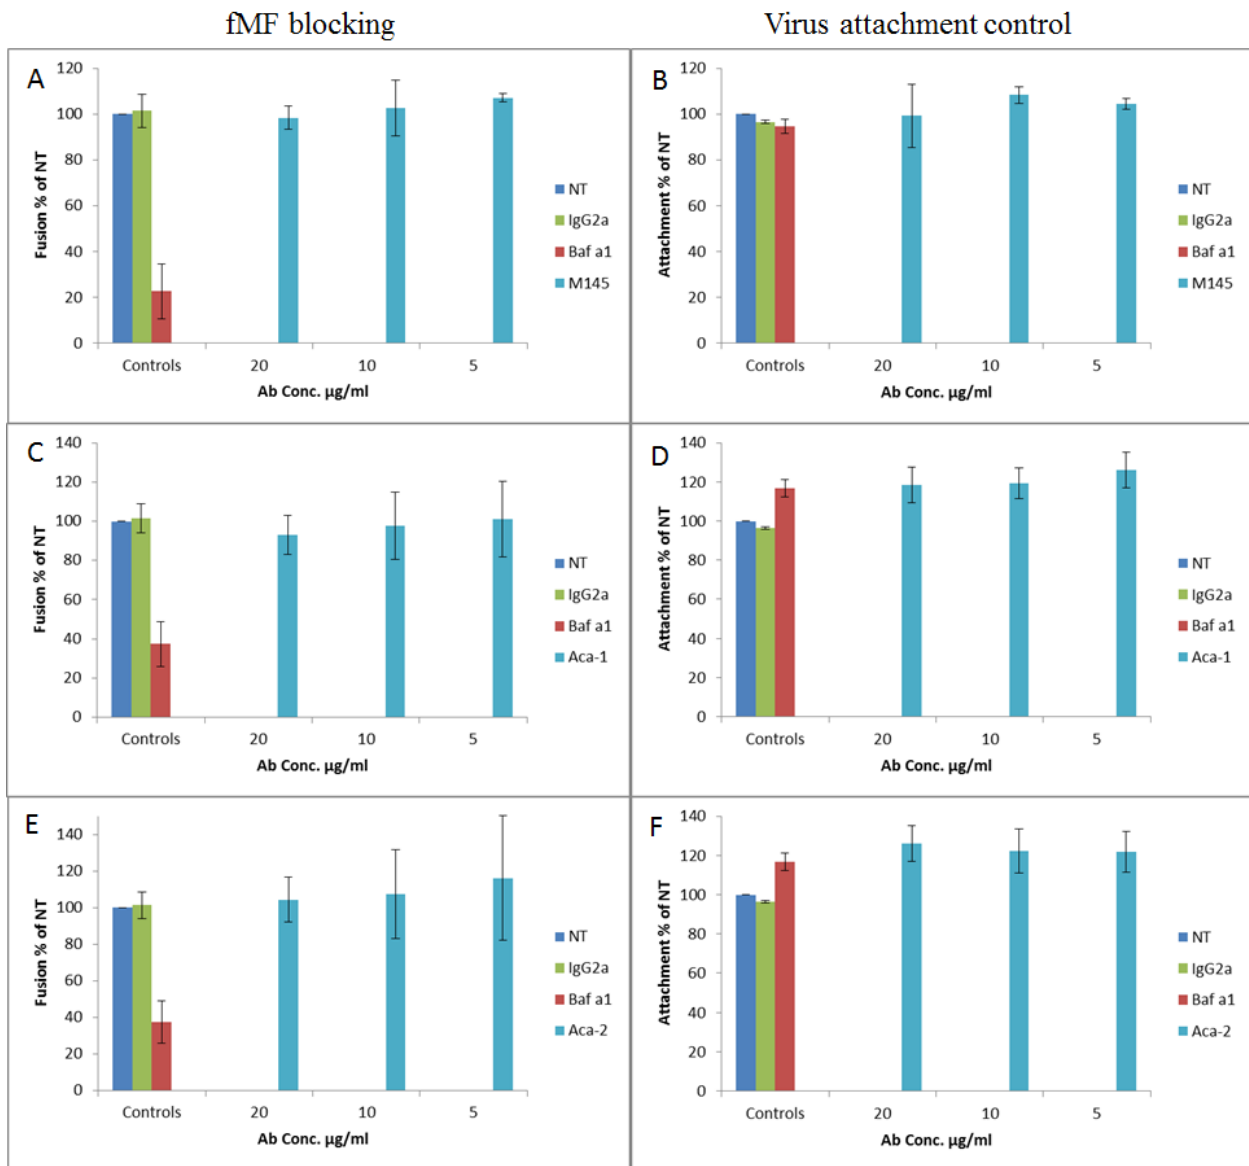 fMF blocking
Virus attachment control
A
120
100
80
60
40
20
0
Fusion % of NT
Controls 20 10 5
Ab Conc. µg/ml
NT
IgG2a
Baf a1
M145
B
120
100
80
60
40
20
0
Attachment % of NT
Controls 20 10 5
Ab Conc. µg/ml
NT
IgG2a
Baf a1
M145
C
140
120
100
80
60
40
20
0
Fusion % of NT
Controls 20 10 5
Ab Conc. µg/ml
NT
IgG2a
Baf a1
Aca-1
D
140
120
100
80
60
40
20
0
Attachment % of NT
Controls 20 10 5
Ab Conc. µg/ml
NT
IgG2a
Baf a1
Aca-1
E
140
120
100
80
60
40
20
0
Fusion % of NT
Controls 20 10 5
Ab Conc. µg/ml
NT
IgG2a
Baf a1
Aca-2
F
140
120
100
80
60
40
20
0
Attachment % of NT
Controls 20 10 5
Ab Conc. µg/ml
NT
IgG2a
Baf a1
Aca-2